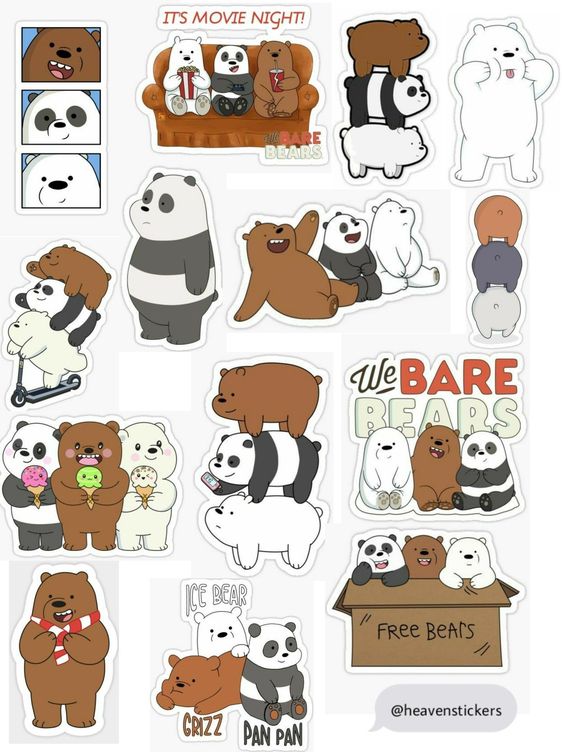 IT'S MOVIE NIGHT!
We BARE
BEARS
We BARE
BEARS
FREE BEARS
ICE BEAR
GRIZZ
PAN PAN
@heavenstickers